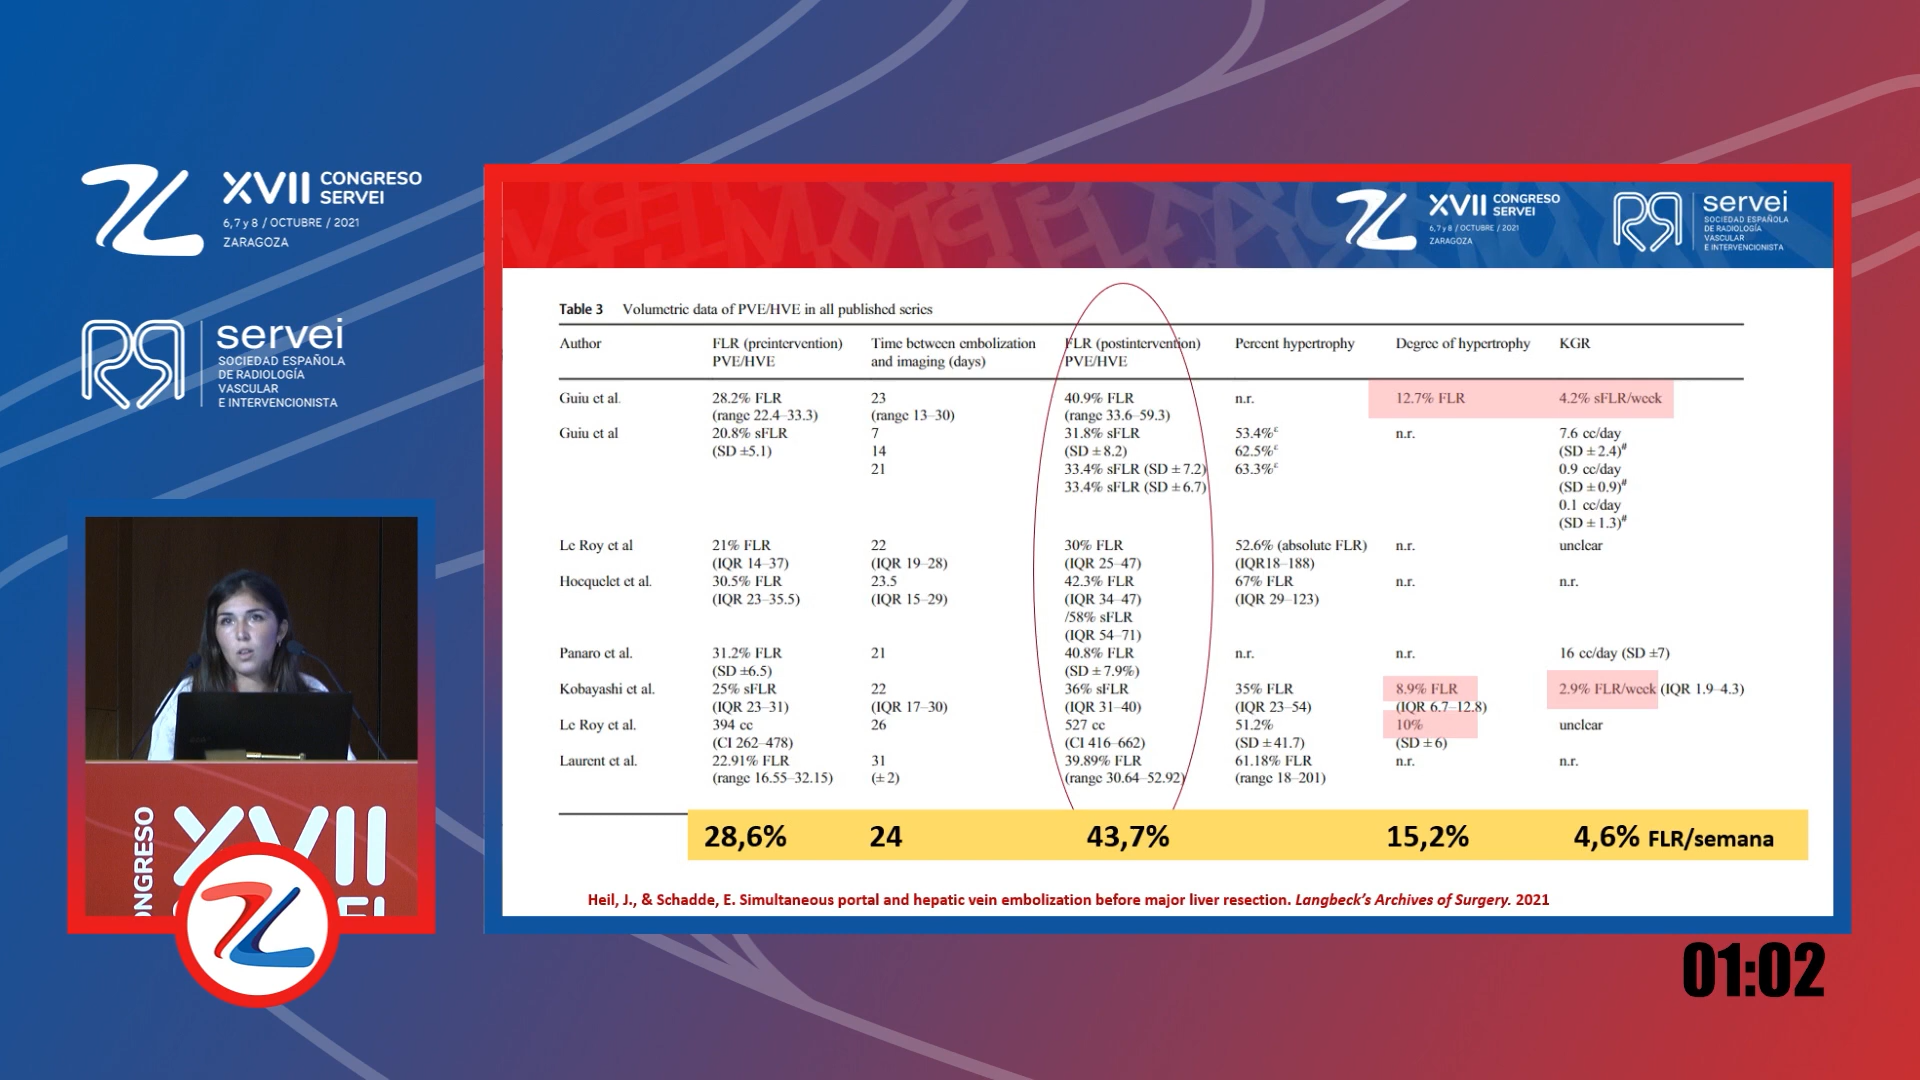 XVII CONGRESO
SERVEI
6,7 y 8 / OCTUBRE / 2021
ZARAGOZA
servei
SOCIEDAD ESPAÑOLA
DE RADIOLOGÍA
VASCULAR
E INTERVENCIONISTA
XVII CONGRESO
SERVEI
6,7 y 8 / OCTUBRE / 2021
ZARAGOZA
servei
SOCIEDAD ESPAÑOLA
DE RADIOLOGÍA
VASCULAR
E INTERVENCIONISTA
Table 3 Volumetric data of PVE/HVE in all published series
Author FLR (preintervention) Time between embolization FLR (postintervention) Percent hypertrophy Degree of hypertrophy KGR
PVE/HVE and imaging (days) PVE/HVE
Guiu et al. 28.2% FLR 23 40.9% FLR n.r. 12.7% FLR 4.2% sFLR/week
(range 22.4–33.3) (range 13–30) (range 33.6–59.3)
Guiu et al 20.8% sFLR 7 31.8% sFLR 53.4%ε n.r. 7.6 cc/day
(SD ±5.1) 14 (SD ±8.2) 62.5%ε (SD ±2.4)#
21 33.4% sFLR (SD ±7.2) 63.3%ε 0.9 cc/day
33.4% sFLR (SD ±6.7) (SD ±0.9)#
0.1 cc/day
(SD ±1.3)#
Le Roy et al 21% FLR 22 30% FLR 52.6% (absolute FLR) n.r. unclear
(IQR 14–37) (IQR 19–28) (IQR 25–47) (IQR18–188)
Hocquelet et al. 30.5% FLR 23.5 42.3% FLR 67% FLR n.r. n.r.
(IQR 23–35.5) (IQR 15–29) (IQR 34–47) (IQR 29–123)
/58% sFLR
(IQR 54–71)
Panaro et al. 31.2% FLR 21 40.8% FLR n.r. n.r. 16 cc/day (SD ±7)
(SD ±6.5) (SD ±7.9%)
Kobayashi et al. 25% sFLR 22 36% sFLR 35% FLR 8.9% FLR 2.9% FLR/week (IQR 1.9–4.3)
(IQR 23–31) (IQR 17–30) (IQR 31–40) (IQR 23–54) (IQR 6.7–12.8)
Le Roy et al. 394 cc 26 527 cc 51.2% 10% unclear
(CI 262–478) (CI 416–662) (SD ±41.7) (SD ±6)
Laurent et al. 22.91% FLR 31 39.89% FLR 61.18% FLR n.r. n.r.
(range 16.55–32.15) (±2) (range 30.64–52.92) (range 18–201)
28,6% 24 43,7% 15,2% 4,6% FLR/semana
Heil, J., & Schadde, E. Simultaneous portal and hepatic vein embolization before major liver resection. Langbeck's Archives of Surgery. 2021
XVII
01:02